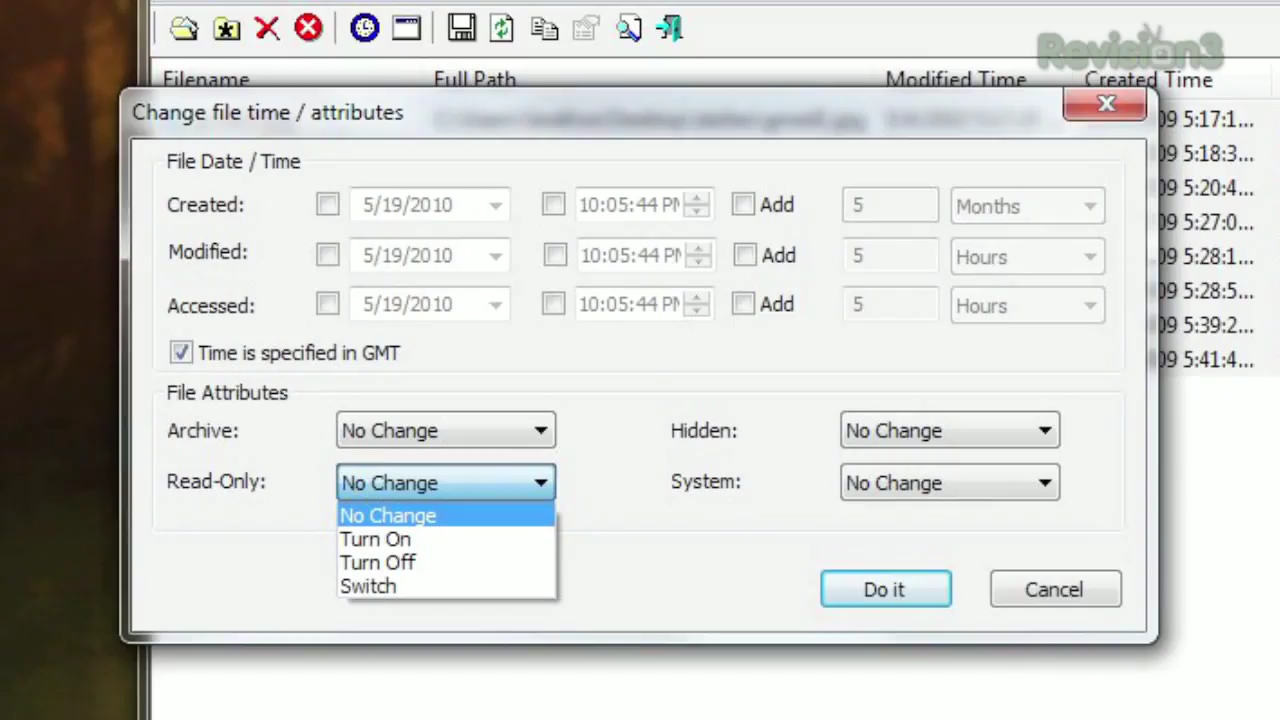 Revision3
Filename Full Path Modified Time Created Time
Change file time / attributes
09 5:17:1...
File Date / Time
09 5:18:3...
Created: 5/19/2010 10:05:44 PM Add 5 Months
09 5:20:4...
09 5:27:0...
Modified: 5/19/2010 10:05:44 PM Add 5 Hours
09 5:28:1...
09 5:28:5...
Accessed: 5/19/2010 10:05:44 PM Add 5 Hours
09 5:39:2...
Time is specified in GMT
09 5:41:4...
File Attributes
Archive: No Change Hidden: No Change
Read-Only: No Change System: No Change
No Change
Turn On
Turn Off
Switch
Do it Cancel